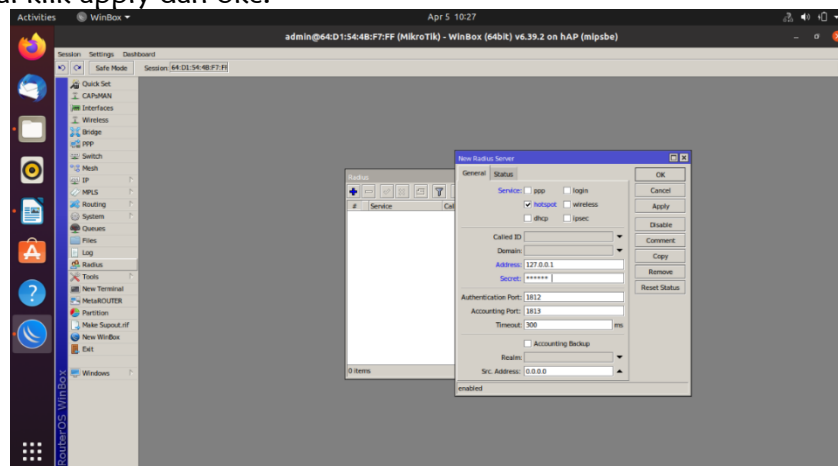 klik apply dan oke.
Activities WinBox Apr 5 10:27
admin@64:D1:54:4B:F7:FF (MikroTik) - WinBox (64bit) v6.39.2 on hAP (mipsbe)
Session Settings Dashboard
Safe Mode Session: 64:D1:54:4B:F7:FF
Quick Set
CAPsMAN
Interfaces
Wireless
Bridge
PPP
Switch
Mesh
IP
MPLS
Routing
System
Queues
Files
Log
Radius
Tools
New Terminal
MetaROUTER
Partition
Make Supout.rif
New WinBox
Exit
Windows
RouterOS WinBox
Radius
# Service Cal
0 items
New Radius Server
General Status
Service: ppp login
hotspot wireless
dhcp ipsec
Called ID:
Domain:
Address: 127.0.0.1
Secret: ******
Authentication Port: 1812
Accounting Port: 1813
Timeout: 300 ms
Accounting Backup
Realm:
Src. Address: 0.0.0.0
enabled
OK
Cancel
Apply
Disable
Comment
Copy
Remove
Reset Status